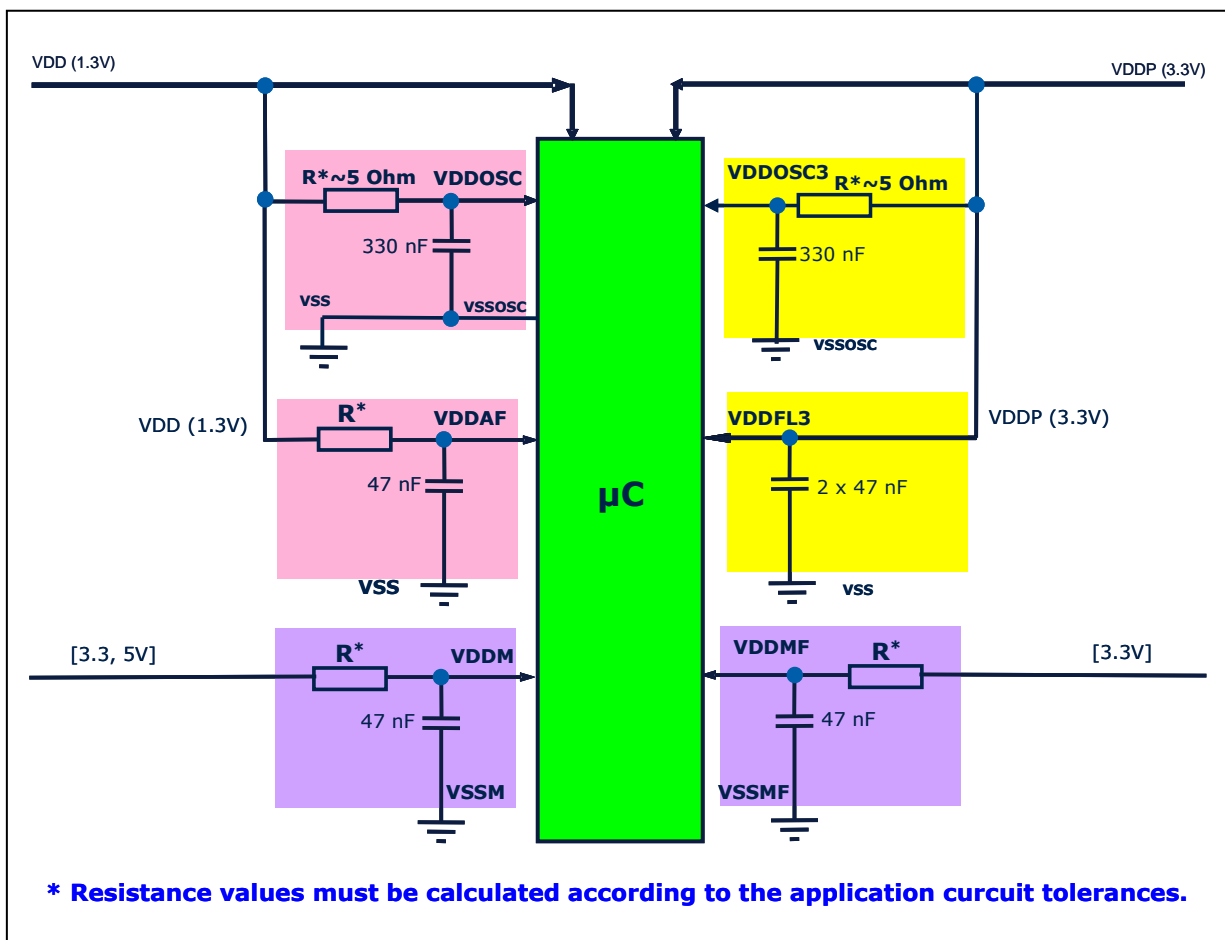 VDD (1.3V)
VDDP (3.3V)
R*~5 Ohm
VDDOSC
330 nF
VSS
VSSOSC
VDDOSC3
R*~5 Ohm
330 nF
VSSOSC
VDD (1.3V)
R*
VDDAF
47 nF
VSS
µC
VDDFL3
VDDP (3.3V)
2 x 47 nF
VSS
[3.3, 5V]
R*
VDDM
47 nF
VSSM
VDDMF
R*
[3.3V]
47 nF
VSSMF
* Resistance values must be calculated according to the application curcuit tolerances.